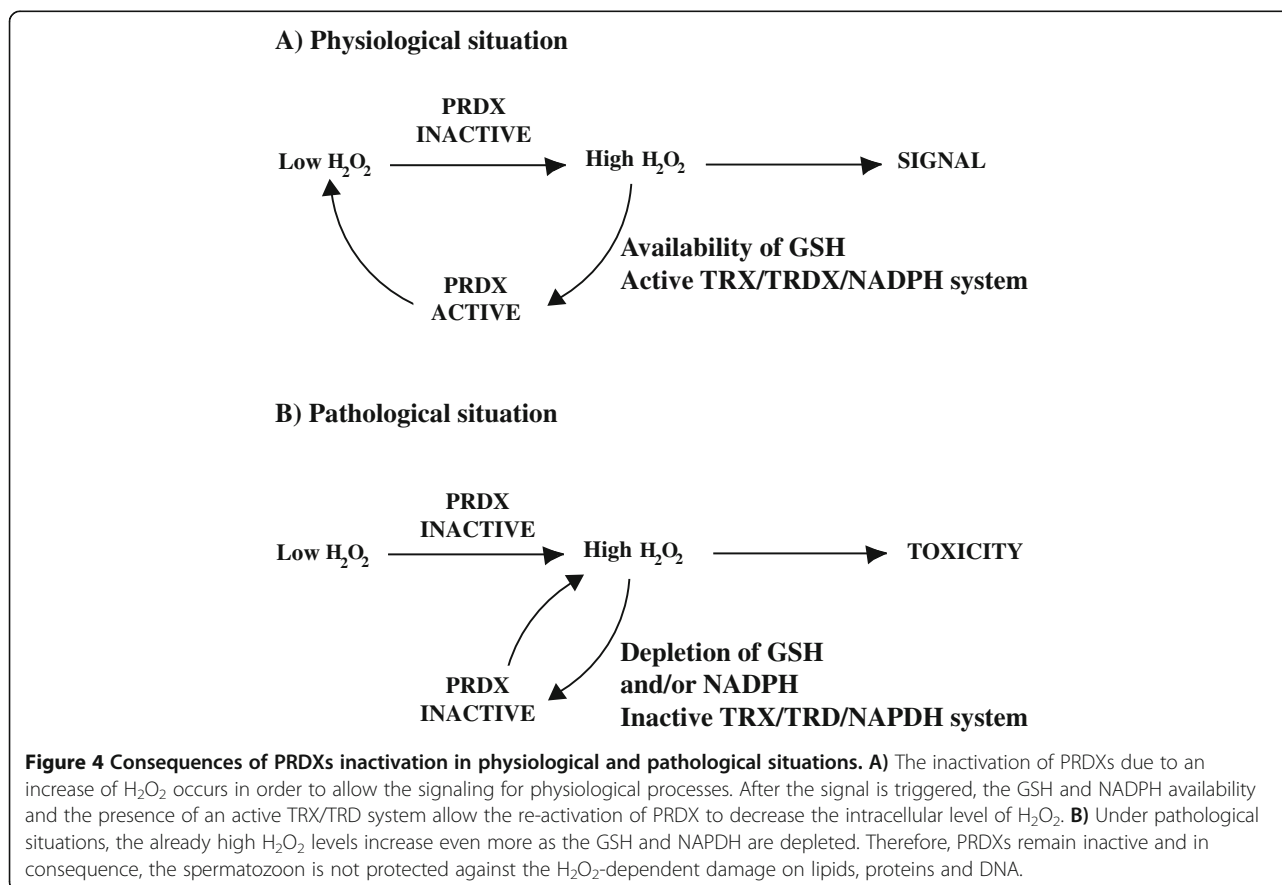 A) Physiological situation
PRDX
INACTIVE
Low H₂O₂
High H₂O₂
SIGNAL
Availability of GSH
Active TRX/TRDX/NADPH system
PRDX
ACTIVE
B) Pathological situation
PRDX
INACTIVE
Low H₂O₂
High H₂O₂
TOXICITY
Depletion of GSH
and/or NADPH
Inactive TRX/TRD/NAPDH system
PRDX
INACTIVE
Figure 4 Consequences of PRDXs inactivation in physiological and pathological situations. A) The inactivation of PRDXs due to an
increase of H₂O₂ occurs in order to allow the signaling for physiological processes. After the signal is triggered, the GSH and NADPH availability
and the presence of an active TRX/TRD system allow the re-activation of PRDX to decrease the intracellular level of H₂O₂. B) Under pathological
situations, the already high H₂O₂ levels increase even more as the GSH and NAPDH are depleted. Therefore, PRDXs remain inactive and in
consequence, the spermatozoon is not protected against the H₂O₂-dependent damage on lipids, proteins and DNA.